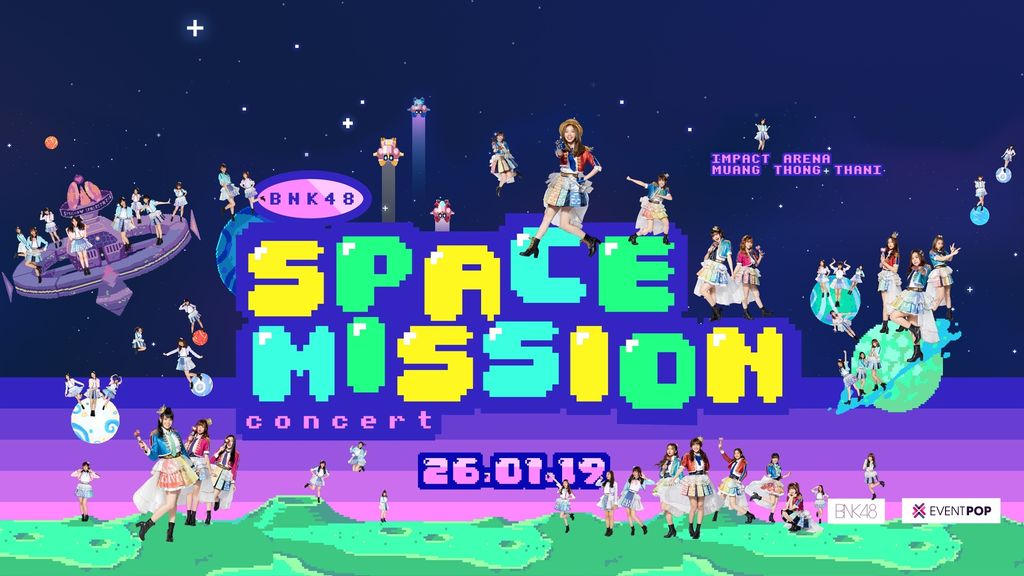 BNK48
SPACE
MISSION
concert
26.01.19
IMPACT ARENA
MUANG THONG THANI
BNK48
EVENTPOP